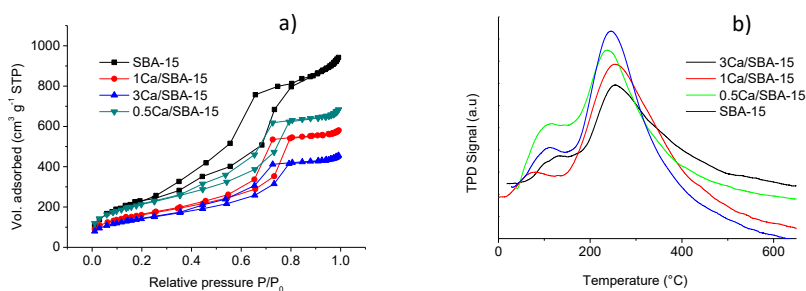 a)
SBA-15
1Ca/SBA-15
3Ca/SBA-15
0.5Ca/SBA-15
1000
800
600
400
200
0
0.0 0.2 0.4 0.6 0.8 1.0
Vol. adsorbed (cm³ g⁻¹ STP)
Relative pressure P/P₀
b)
3Ca/SBA-15
1Ca/SBA-15
0.5Ca/SBA-15
SBA-15
TPD Signal (a.u)
0 200 400 600
Temperature (°C)